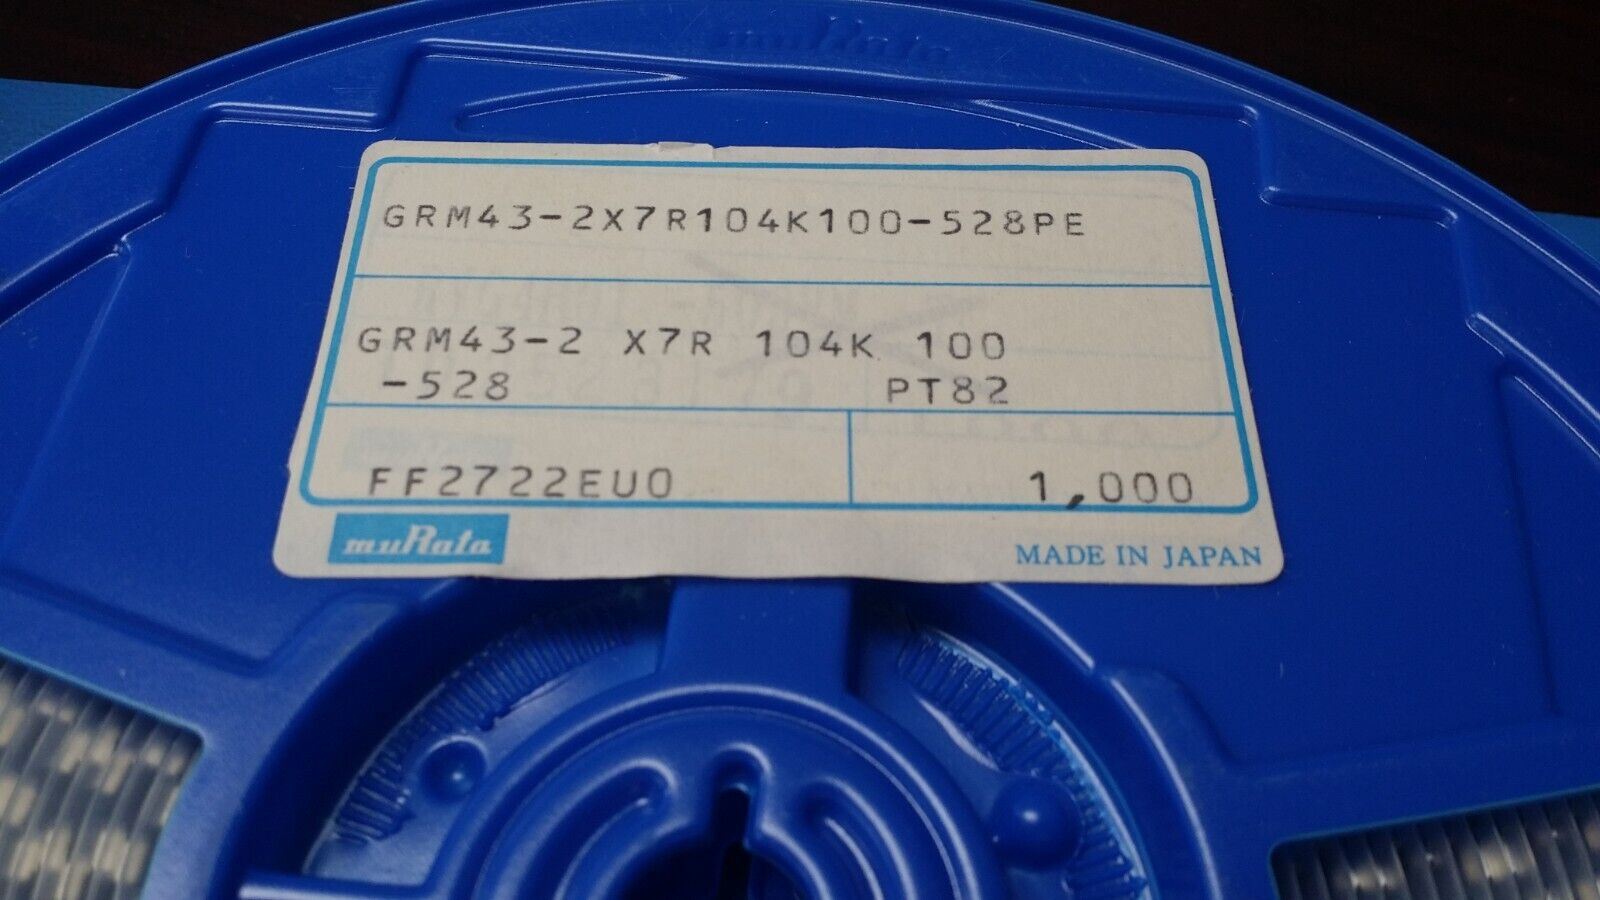 muRata
GRM43-2X7R104K100-528PE
GRM43-2 X7R 104K 100
-528 PT82
FF2722EU0 1,000
muRata MADE IN JAPAN